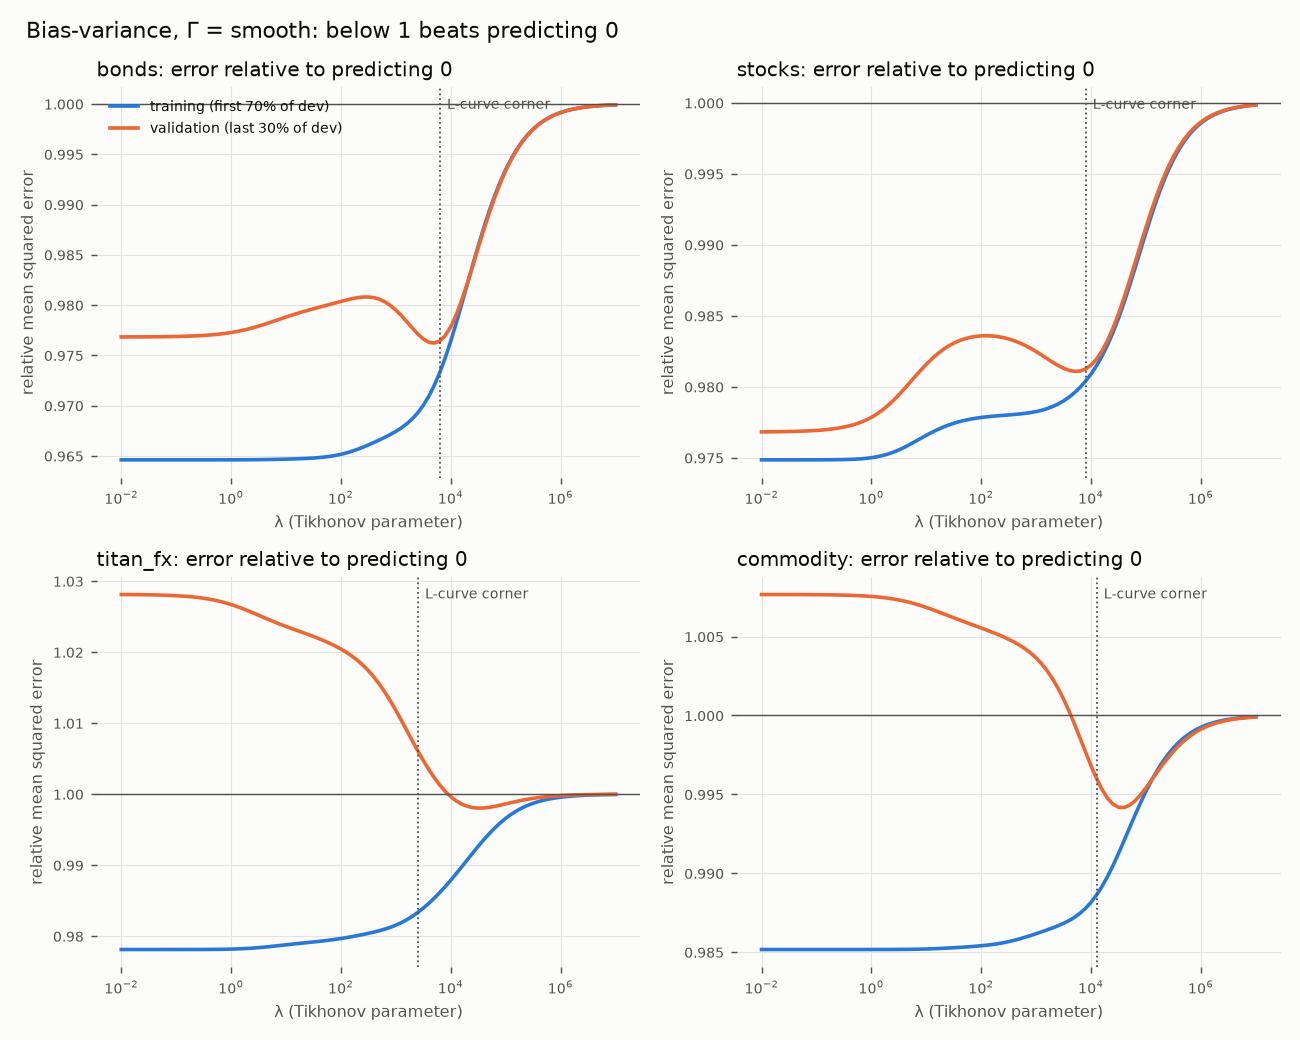 Bias-variance, Γ = smooth: below 1 beats predicting 0
bonds: error relative to predicting 0
1.000
0.995
0.990
0.985
0.980
0.975
0.970
0.965
relative mean squared error
training (first 70% of dev)
validation (last 30% of dev)
L-curve corner
10⁻²
10⁰
10²
10⁴
10⁶
λ (Tikhonov parameter)
stocks: error relative to predicting 0
1.000
0.995
0.990
0.985
0.980
0.975
relative mean squared error
L-curve corner
10⁻²
10⁰
10²
10⁴
10⁶
λ (Tikhonov parameter)
titan_fx: error relative to predicting 0
1.03
1.02
1.01
1.00
0.99
0.98
relative mean squared error
L-curve corner
10⁻²
10⁰
10²
10⁴
10⁶
λ (Tikhonov parameter)
commodity: error relative to predicting 0
1.005
1.000
0.995
0.990
0.985
relative mean squared error
L-curve corner
10⁻²
10⁰
10²
10⁴
10⁶
λ (Tikhonov parameter)